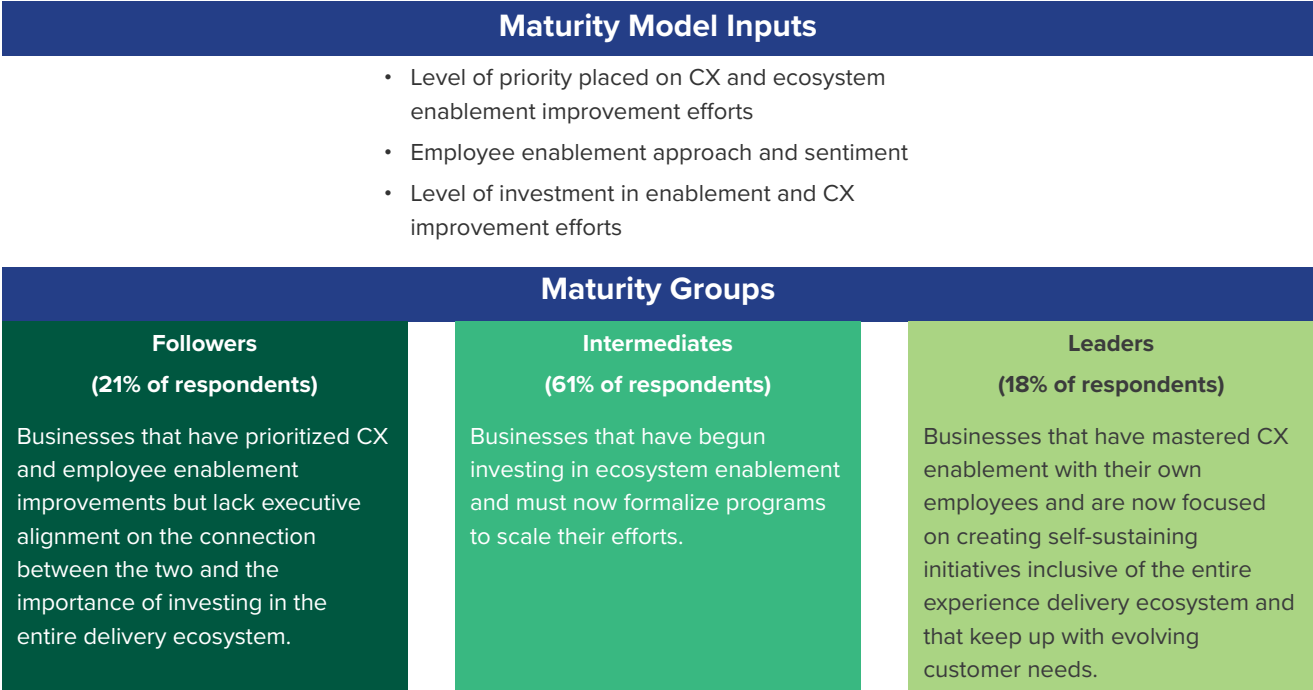 Maturity Model Inputs
• Level of priority placed on CX and ecosystem
enablement improvement efforts
• Employee enablement approach and sentiment
• Level of investment in enablement and CX
improvement efforts
Maturity Groups
Followers
(21% of respondents)
Businesses that have prioritized CX
and employee enablement
improvements but lack executive
alignment on the connection
between the two and the
importance of investing in the
entire delivery ecosystem.
Intermediates
(61% of respondents)
Businesses that have begun
investing in ecosystem enablement
and must now formalize programs
to scale their efforts.
Leaders
(18% of respondents)
Businesses that have mastered CX
enablement with their own
employees and are now focused
on creating self-sustaining
initiatives inclusive of the entire
experience delivery ecosystem and
that keep up with evolving
customer needs.